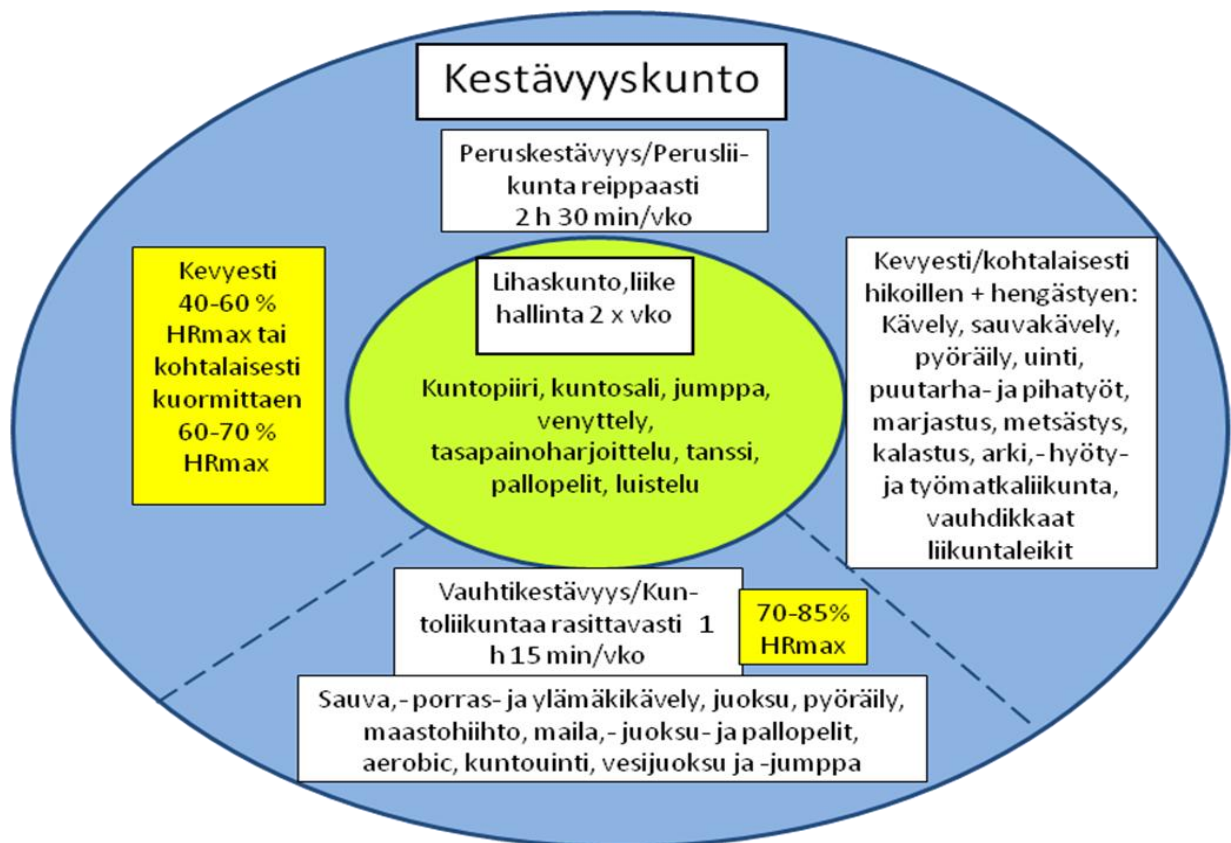 Kestävyyskunto
Peruskestävyys/Peruslii-
kunta reippaasti
2 h 30 min/vko
Kevyesti
40-60 %
HRmax tai
kohtalaisesti
kuormittaen
60-70 %
HRmax
Lihaskunto,liike
hallinta 2 x vko
Kuntopiiri, kuntosali, jumppa,
venyttely,
tasapainoharjoittelu, tanssi,
pallopelit, luistelu
Kevyesti/kohtalaisesti
hikoillen + hengästyen:
Kävely, sauvakävely,
pyöräily, uinti,
puutarha- ja pihatyöt,
marjastus, metsästys,
kalastus, arki,- hyöty-
ja työmatkaliikunta,
vauhdikkaat
liikuntaleikit
Vauhtikestävyys/Kun-
toliikuntaa rasittavasti 1
h 15 min/vko
70-85%
HRmax
Sauva,- porras- ja ylämäkikävely, juoksu, pyöräily,
maastohiihto, maila,- juoksu- ja pallopelit,
aerobic, kuntouinti, vesijuoksu ja -jumppa